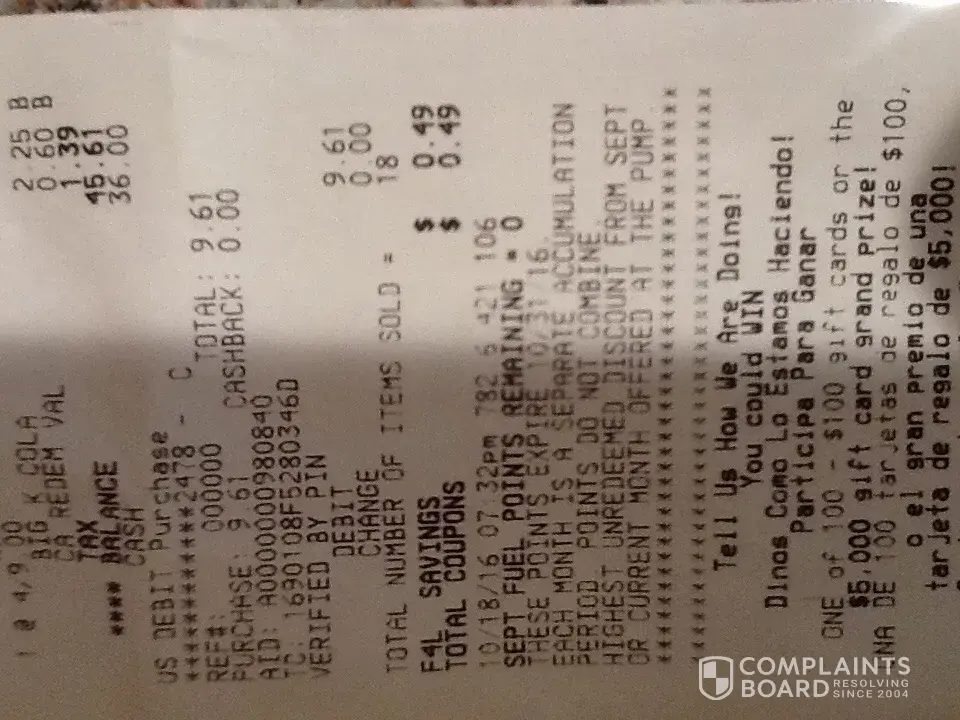 1 @ 4/9.00
BIG K COLA 2.25 B
CA REDEM VAL 0.60 B
TAX 1.39
**** BALANCE 45.61
CASH 36.00
US DEBIT Purchase
************2478 - C
REF#: 000000 TOTAL: 9.61
PURCHASE: 9.61 CASHBACK: 0.00
AID: A0000000980840
TC: 1690108F5280346D
VERIFIED BY PIN
DEBIT 9.61
CHANGE 0.00
TOTAL NUMBER OF ITEMS SOLD = 18
F4L SAVINGS $ 0.49
TOTAL COUPONS $ 0.49
10/18/16 07:32pm 782 6 421 106
SEPT FUEL POINTS REMAINING = 0
THESE POINTS EXPIRE 10/31/16.
EACH MONTH IS A SEPARATE ACCUMULATION
PERIOD. POINTS DO NOT COMBINE.
HIGHEST UNREDEEMED DISCOUNT FROM SEPT
OR CURRENT MONTH OFFERED AT THE PUMP
Tell Us How We Are Doing!
You could WIN
Dinos Como Lo Estamos Haciendo!
Participa Para Ganar
ONE of 100 - $100 gift cards or the
$5,000 gift card grand prize!
UNA DE 100 tarjetas de regalo de $100,
o el gran premio de una
tarjeta de regalo de $5,000!
COMPLAINTS
BOARD RESOLVING
SINCE 2004